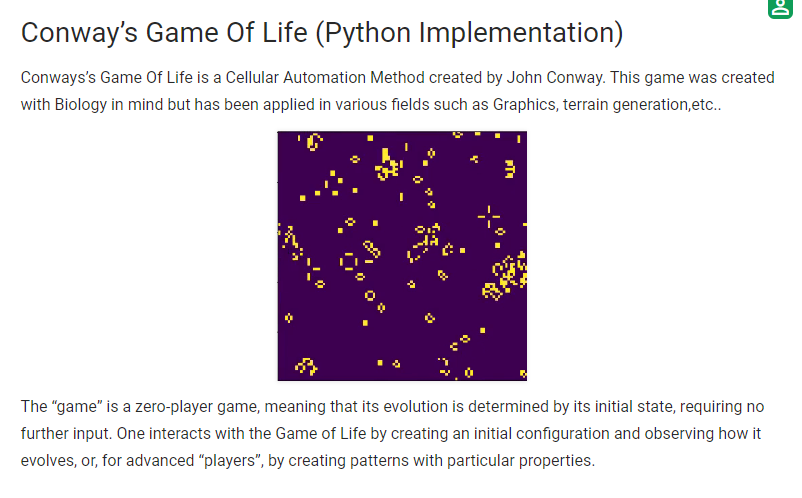 Conway’s Game Of Life (Python Implementation)
Conways’s Game Of Life is a Cellular Automation Method created by John Conway. This game was created
with Biology in mind but has been applied in various fields such as Graphics, terrain generation,etc..
The “game” is a zero-player game, meaning that its evolution is determined by its initial state, requiring no
further input. One interacts with the Game of Life by creating an initial configuration and observing how it
evolves, or, for advanced “players”, by creating patterns with particular properties.